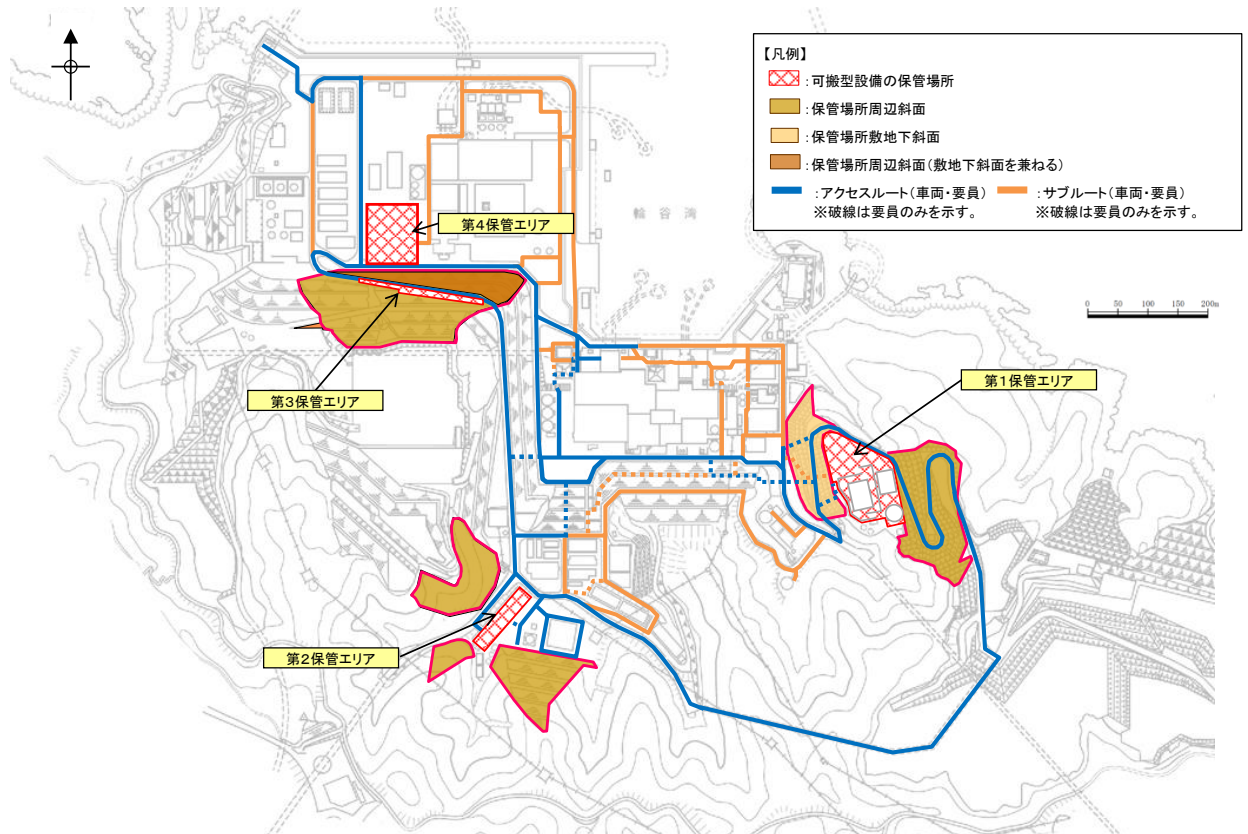 【凡例】
:可搬型設備の保管場所
:保管場所周辺斜面
:保管場所敷地下斜面
:保管場所周辺斜面(敷地下斜面を兼ねる)
:アクセスルート(車両・要員)
※破線は要員のみを示す。
:サブルート(車両・要員)
※破線は要員のみを示す。
輪谷湾
第4保管エリア
0 50 100 150 200m
第3保管エリア
第1保管エリア
第2保管エリア